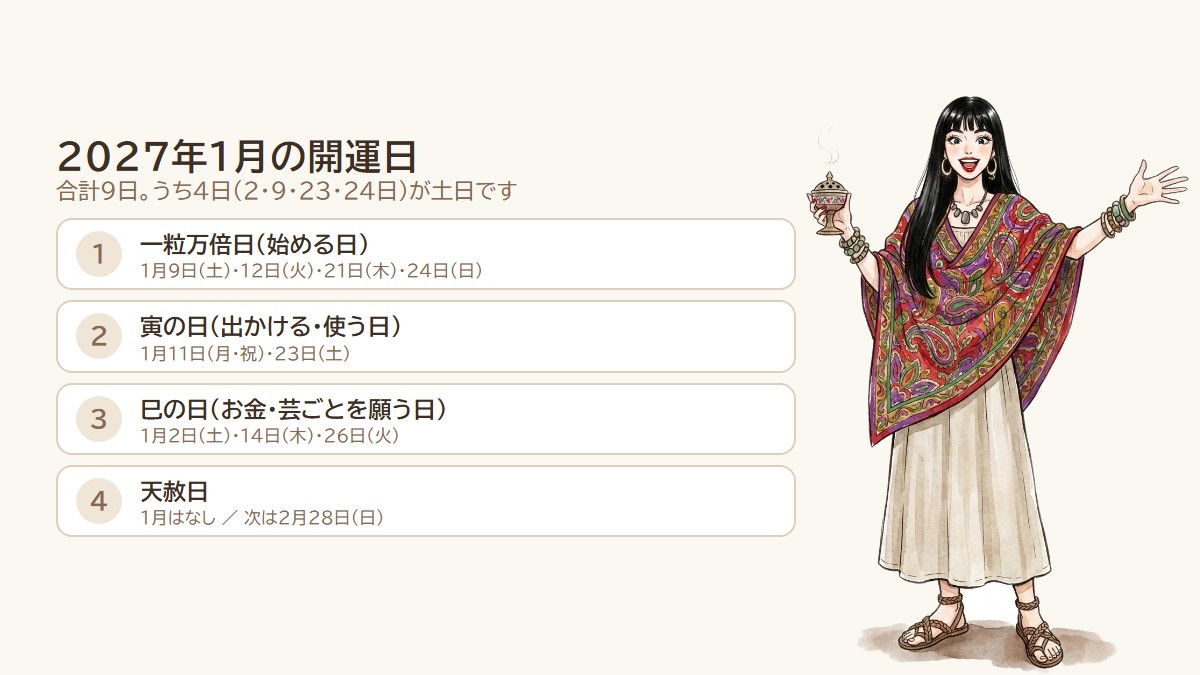 2027年1月の開運日
合計9日。うち4日(2・9・23・24日)が土日です
1
一粒万倍日(始める日)
1月9日(土)・12日(火)・21日(木)・24日(日)
2
寅の日(出かける・使う日)
1月11日(月・祝)・23日(土)
3
巳の日(お金・芸ごとを願う日)
1月2日(土)・14日(木)・26日(火)
4
天赦日
1月はなし ／ 次は2月28日(日)